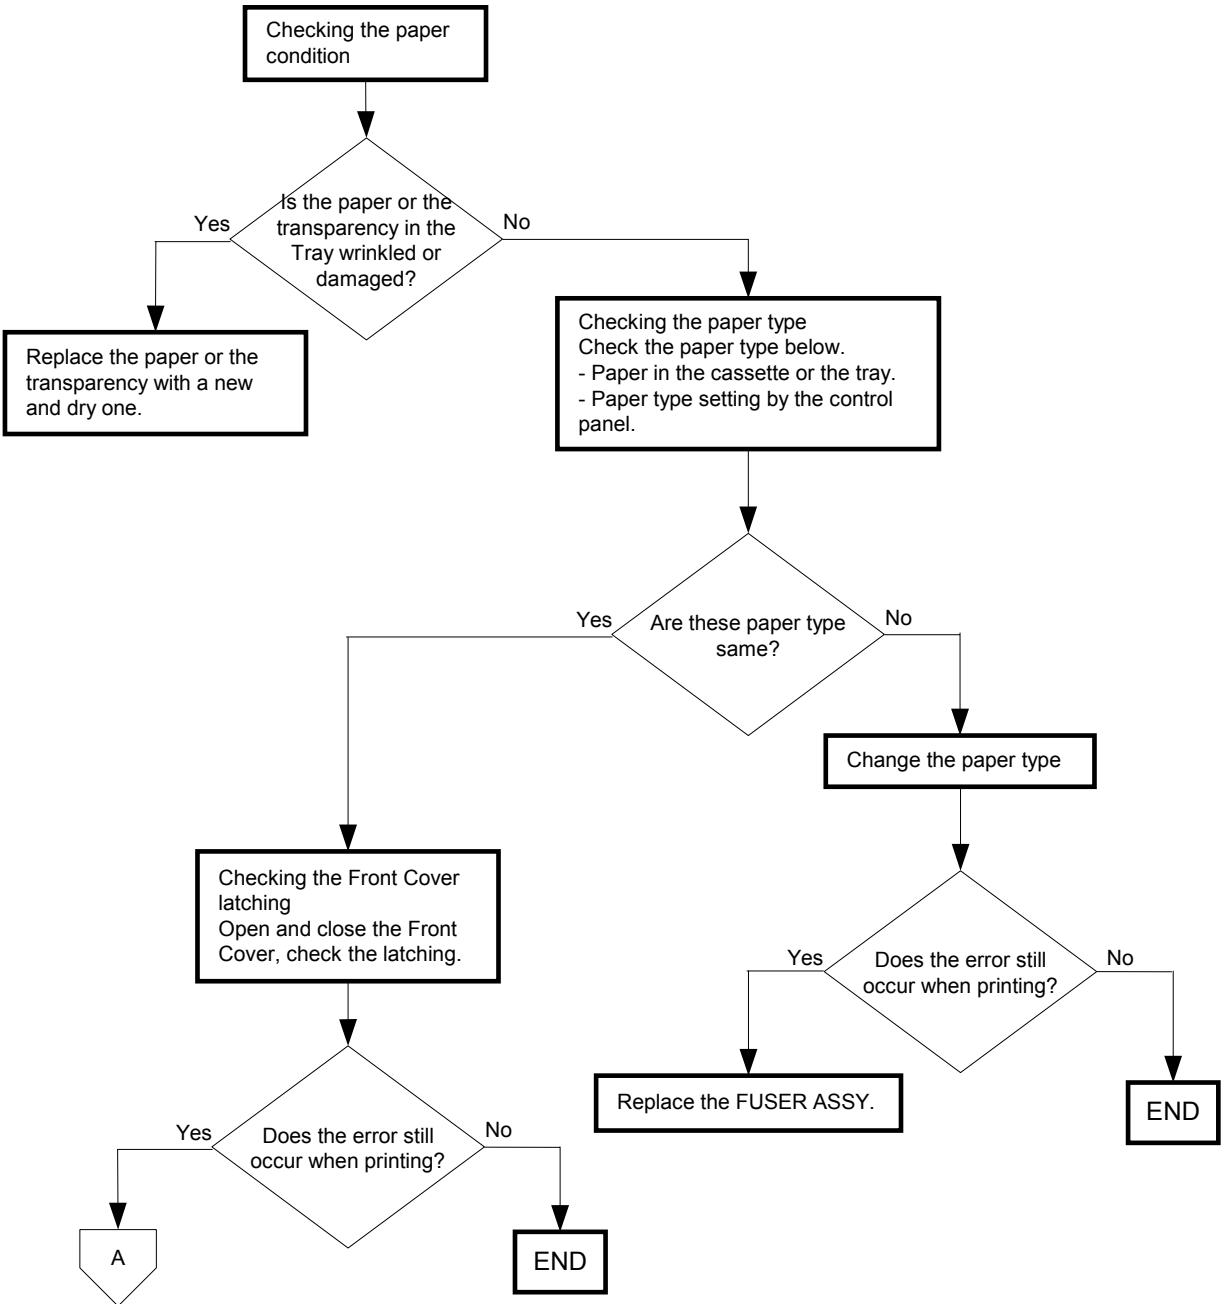 Checking the paper
condition
Is the paper or the
transparency in the
Tray wrinkled or
damaged?
Yes
No
Replace the paper or the
transparency with a new
and dry one.
Checking the paper type
Check the paper type below.
- Paper in the cassette or the tray.
- Paper type setting by the control
panel.
Are these paper type
same?
Yes
No
Change the paper type
Checking the Front Cover
latching
Open and close the Front
Cover, check the latching.
Does the error still
occur when printing?
Yes
No
Replace the FUSER ASSY.
END
Does the error still
occur when printing?
Yes
No
A
END